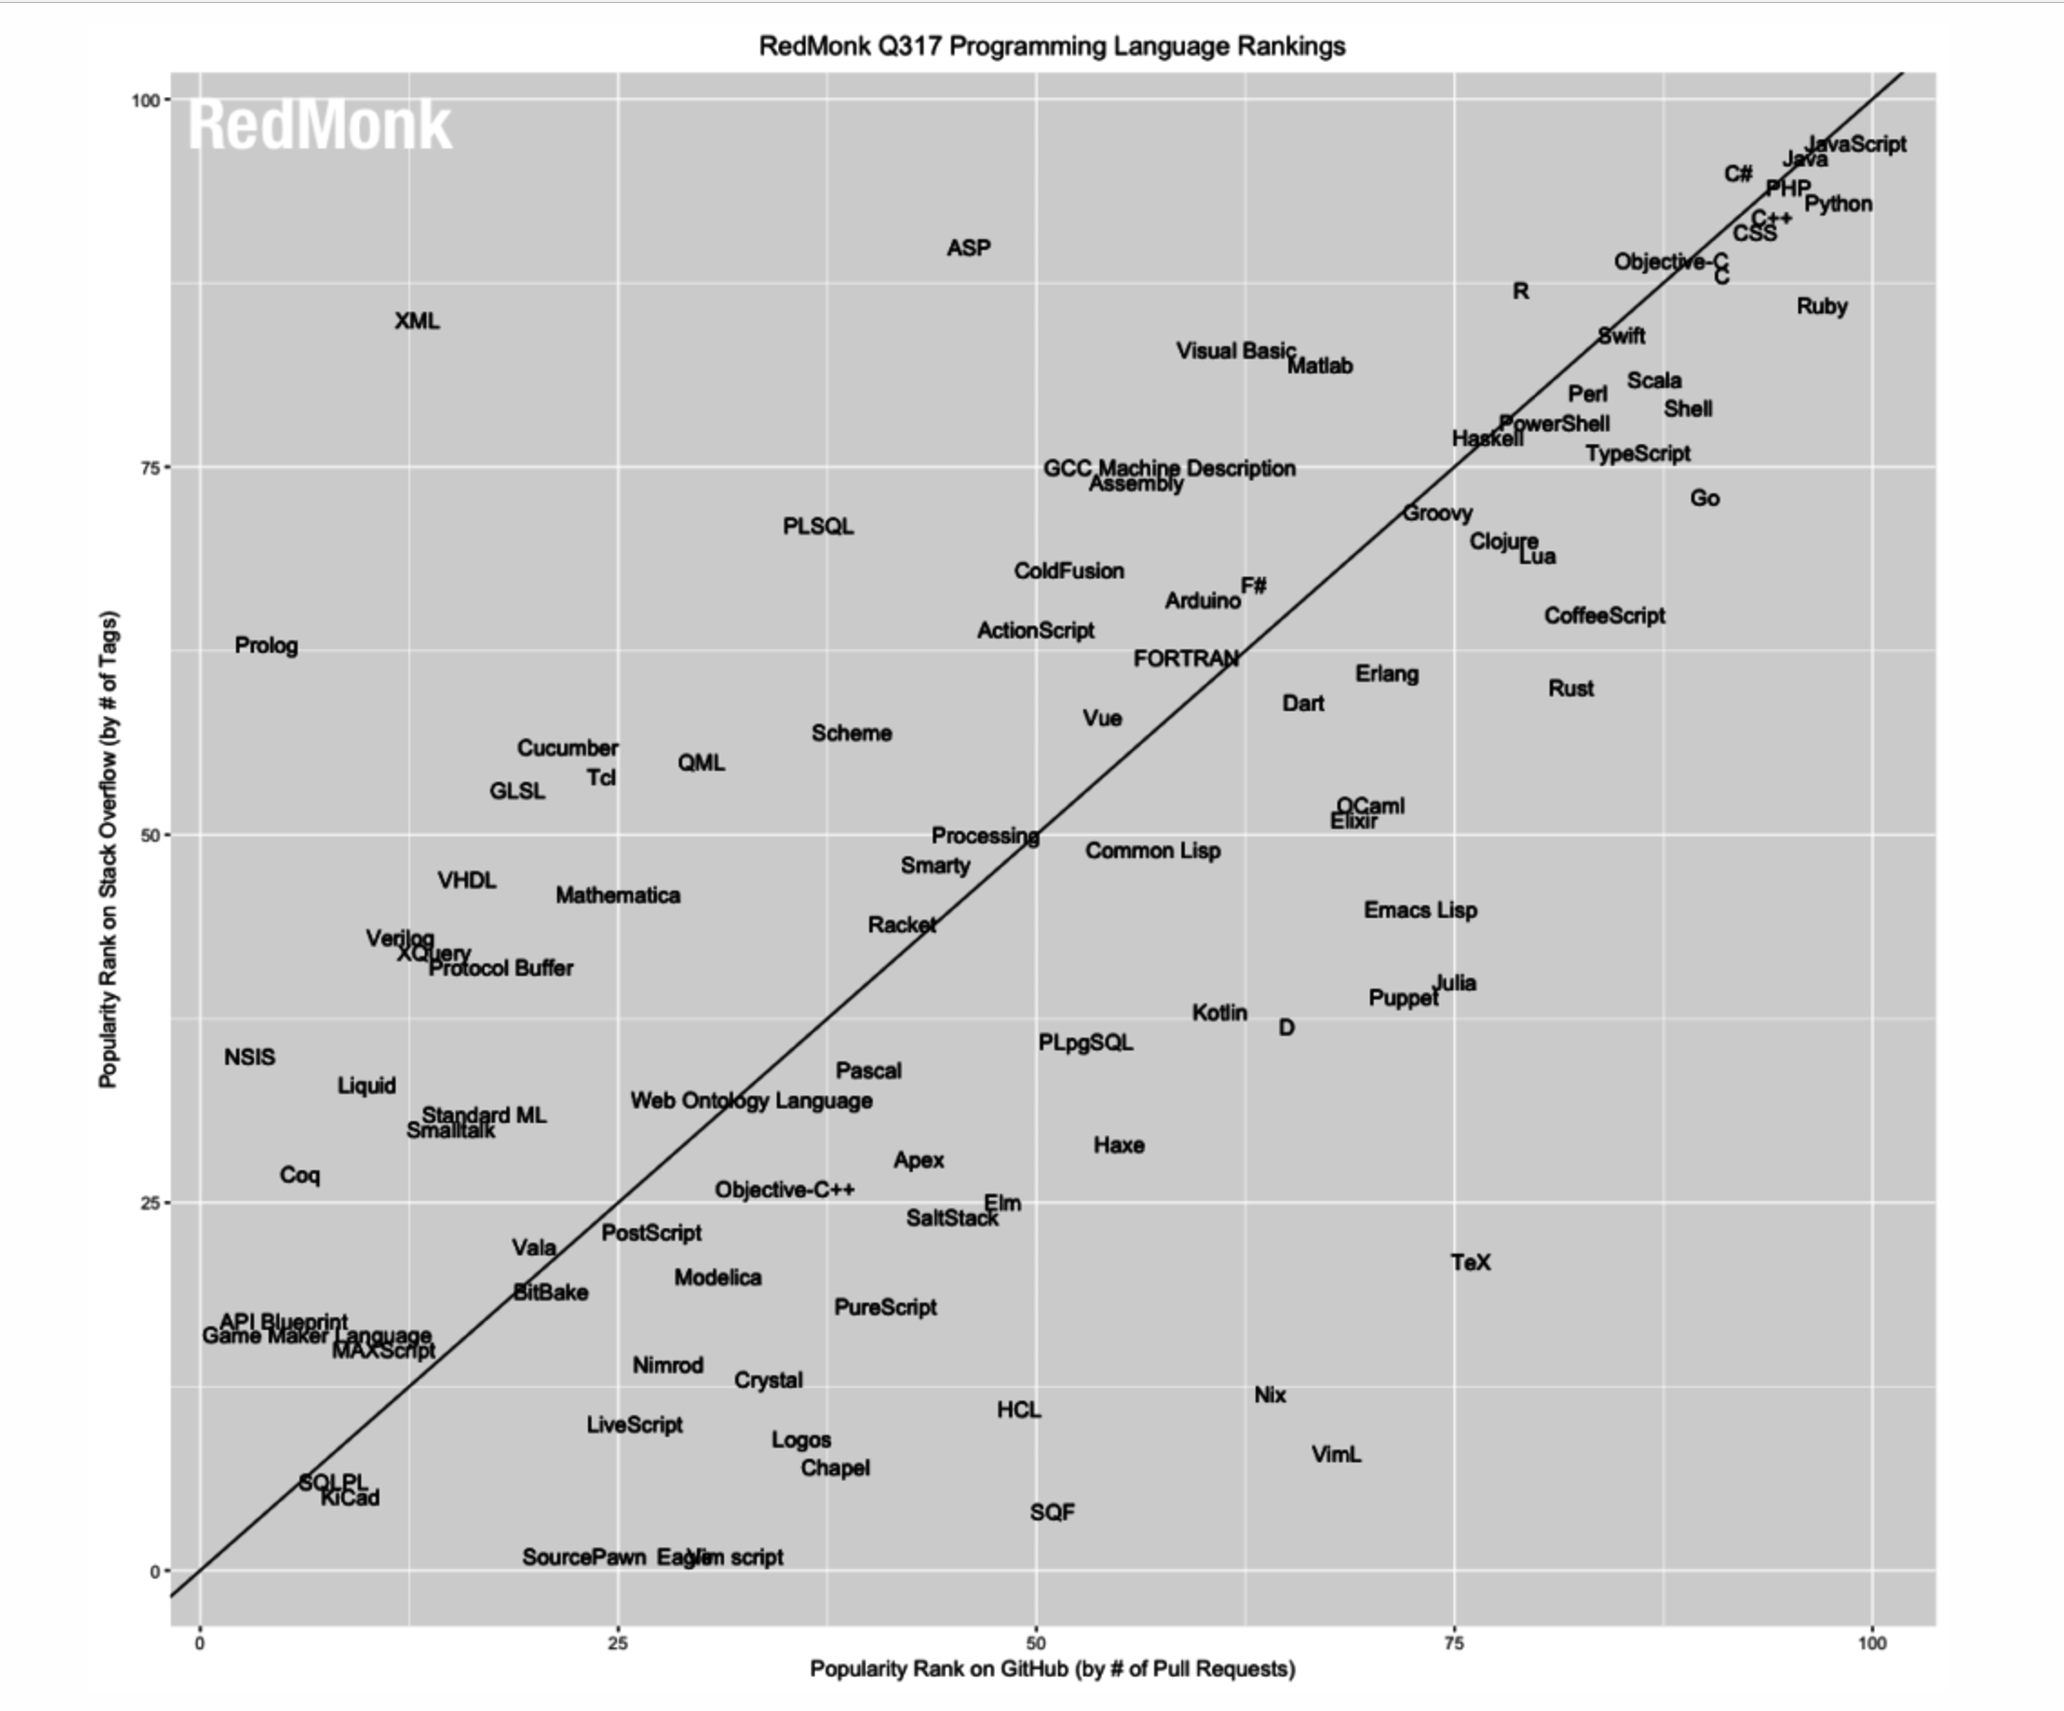 RedMonk Q317 Programming Language Rankings
100
RedMonk
JavaScript
Java
C#
PHP
Python
C++
CSS
ASP
Objective-C
C
R
Ruby
XML
Swift
Visual Basic
Matlab
Scala
Perl
Shell
PowerShell
Haskell
TypeScript
75
GCC Machine Description
Assembly
Go
Groovy
PLSQL
Clojure
Lua
ColdFusion
F#
Arduino
CoffeeScript
ActionScript
Prolog
FORTRAN
Erlang
Rust
Dart
Vue
Scheme
Cucumber
QML
Tcl
GLSL
OCaml
Elixir
50
Processing
Common Lisp
Smarty
VHDL
Mathematica
Emacs Lisp
Racket
Verilog
XQuery
Protocol Buffer
Julia
Puppet
Kotlin
D
PLpgSQL
NSIS
Pascal
Liquid
Web Ontology Language
Standard ML
Smalltalk
Haxe
Apex
Coq
Objective-C++
25
Elm
SaltStack
PostScript
Vala
TeX
Modelica
BitBake
PureScript
API Blueprint
Game Maker Language
MAXScript
Nimrod
Crystal
Nix
HCL
LiveScript
Logos
VimL
Chapel
SQLPL
KiCad
SQF
SourcePawn
Eagle
Vim script
0
0
25
50
75
100
Popularity Rank on GitHub (by # of Pull Requests)
Popularity Rank on Stack Overflow (by # of Tags)